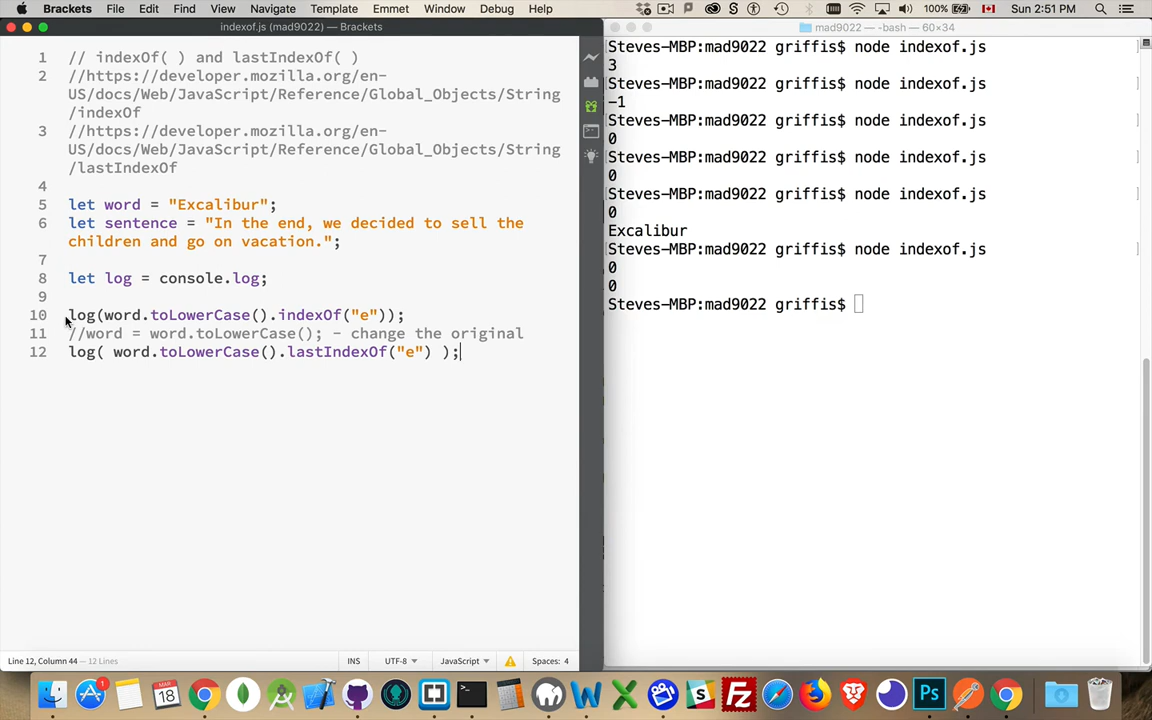 Brackets File Edit Find View Navigate Template Emmet Window Debug Help 100% Sun 2:51 PM
indexof.js (mad9022) — Brackets
mad9022 — -bash — 60×34
1 // indexOf( ) and lastIndexOf( )
2 //https://developer.mozilla.org/en-
US/docs/Web/JavaScript/Reference/Global_Objects/String
/indexOf
3 //https://developer.mozilla.org/en-
US/docs/Web/JavaScript/Reference/Global_Objects/String
/lastIndexOf
4
5 let word = "Excalibur";
6 let sentence = "In the end, we decided to sell the
children and go on vacation.";
7
8 let log = console.log;
9
10 log(word.toLowerCase().indexOf("e"));
11 //word = word.toLowerCase(); - change the original
12 log( word.toLowerCase().lastIndexOf("e") );
Steves-MBP:mad9022 griffis$ node indexof.js
3
Steves-MBP:mad9022 griffis$ node indexof.js
-1
Steves-MBP:mad9022 griffis$ node indexof.js
0
Steves-MBP:mad9022 griffis$ node indexof.js
0
Steves-MBP:mad9022 griffis$ node indexof.js
0
Excalibur
Steves-MBP:mad9022 griffis$ node indexof.js
0
0
Steves-MBP:mad9022 griffis$
Line 12, Column 44 — 12 Lines INS UTF-8 JavaScript Spaces: 4
MAR
18
1